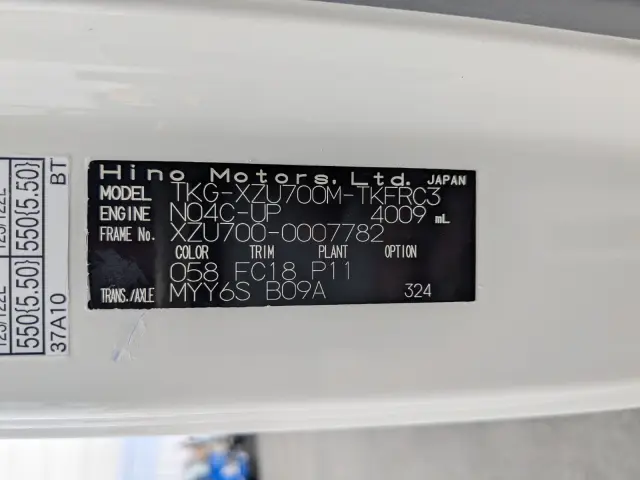 Hino Motors, Ltd. JAPAN
MODEL TKG-XZU700M-TKFRC3
ENGINE NO4C-UP 4009 mL
FRAME No. XZU700-0007782
COLOR TRIM PLANT OPTION
058 FC18 P11
TRANS./AXLE MYY6S B09A 324
550{5.50} 550{5.50}
37A10 BT